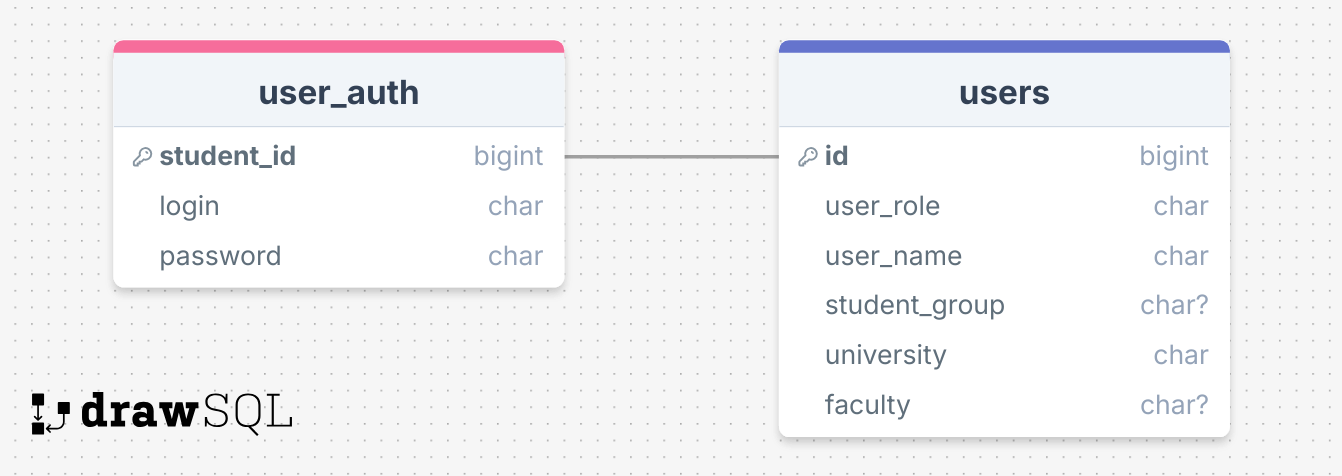 user_auth
student_id bigint
login char
password char
users
id bigint
user_role char
user_name char
student_group char?
university char
faculty char?
drawSQL